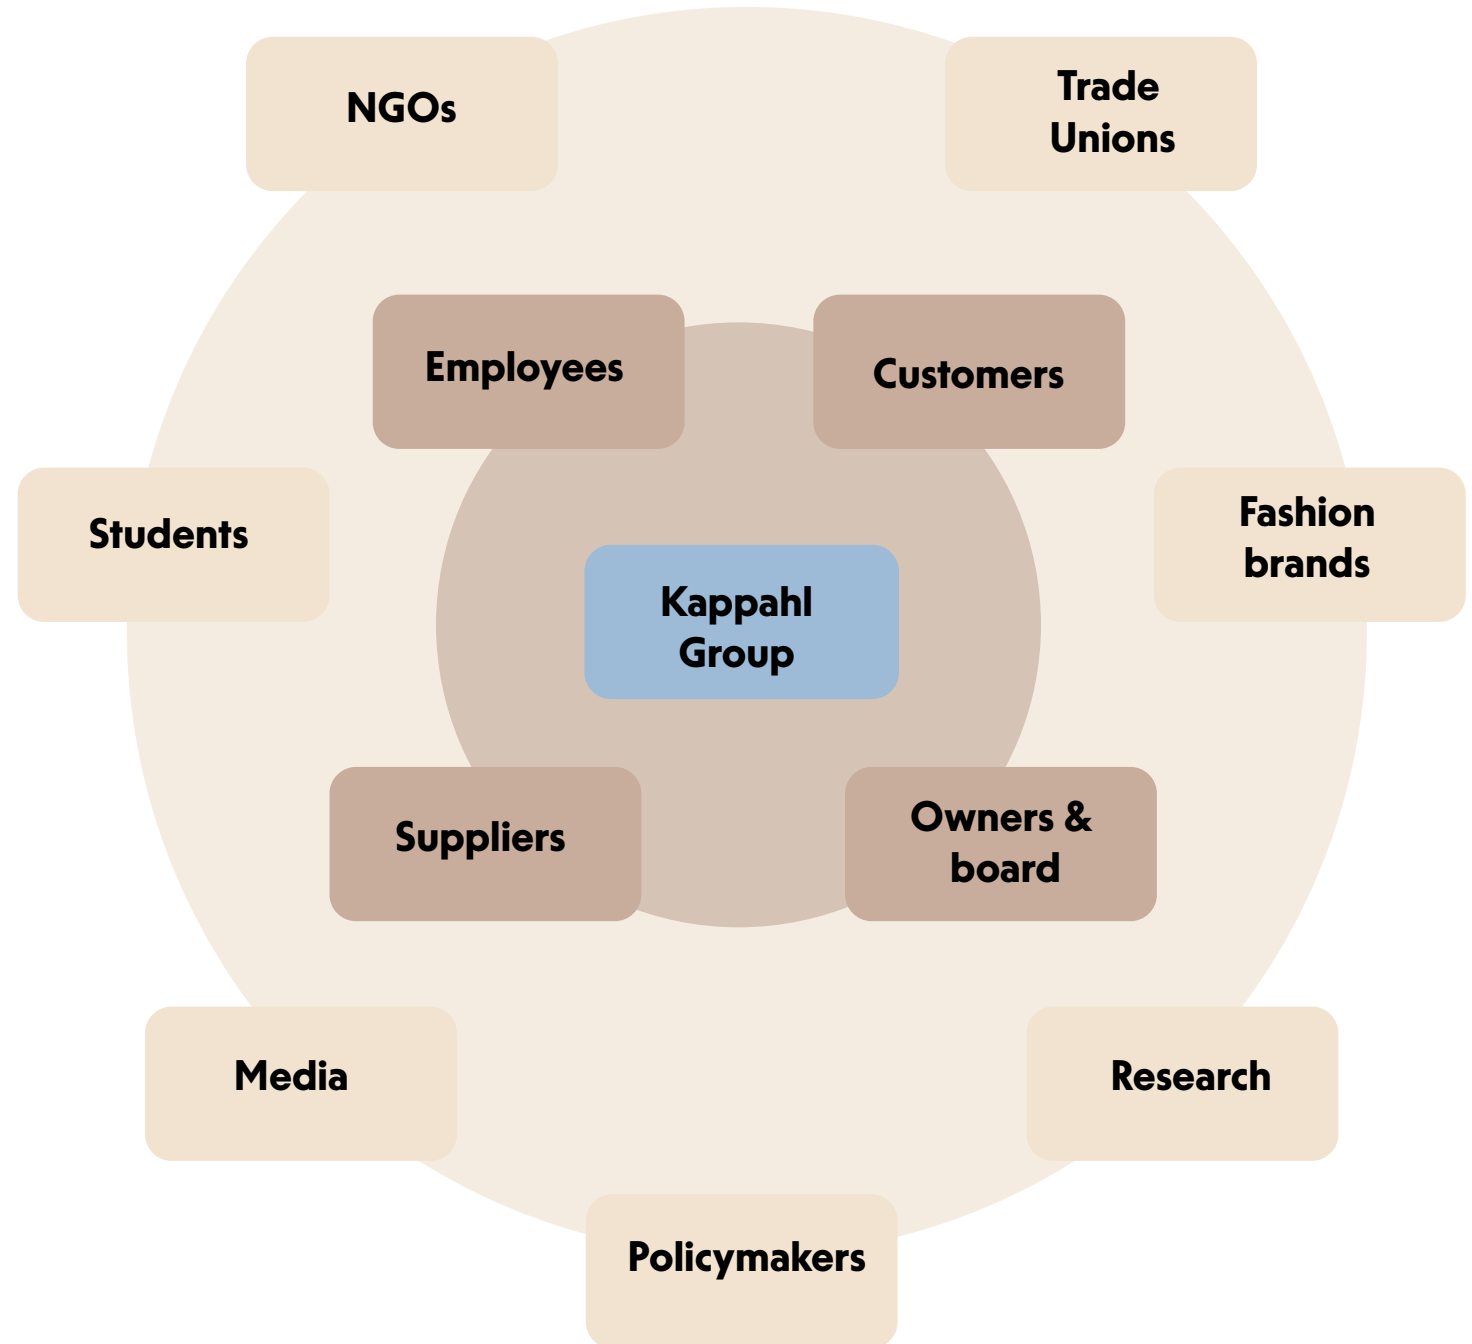 NGOs
Trade
Unions
Employees
Customers
Students
Fashion
brands
Kappahl
Group
Suppliers
Owners &
board
Media
Research
Policymakers